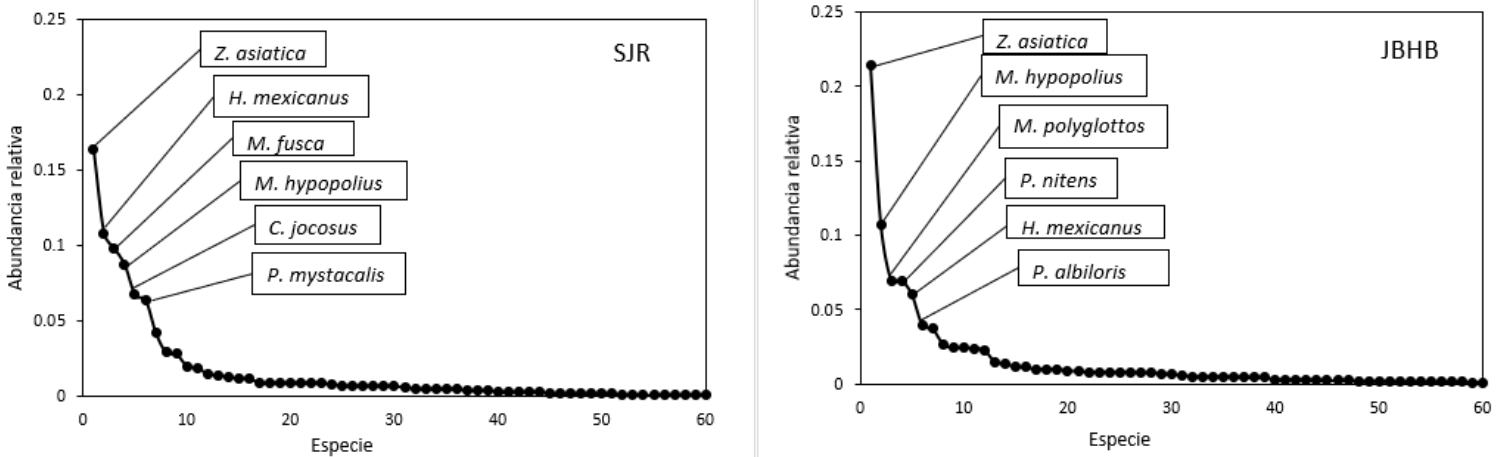 SJR
Abundancia relativa
0.25
0.2
0.15
0.1
0.05
0
Z. asiatica
H. mexicanus
M. fusca
M. hypopolius
C. jocosus
P. mystacalis
0 10 20 30 40 50 60
Especie
JBHB
Abundancia relativa
0.25
0.2
0.15
0.1
0.05
0
Z. asiatica
M. hypopolius
M. polyglottos
P. nitens
H. mexicanus
P. albiloris
0 10 20 30 40 50 60
Especie